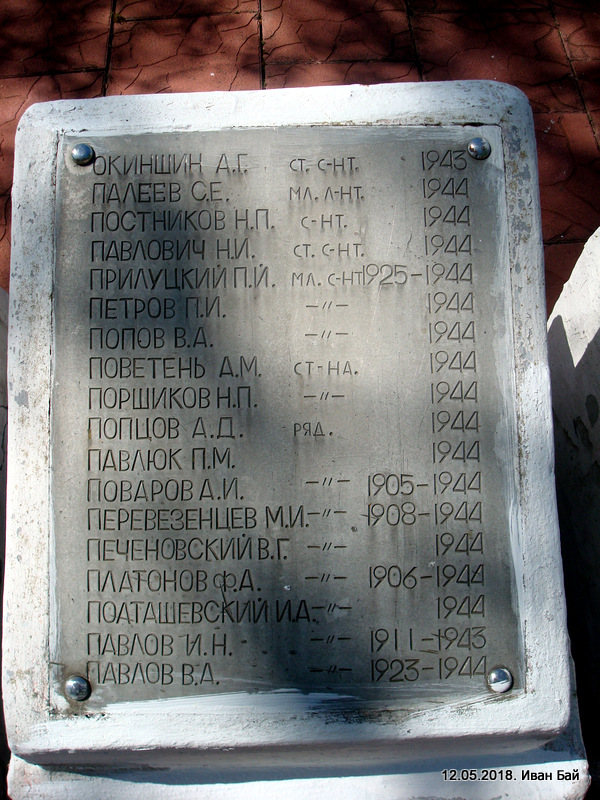 ОКИНШИН А.Г. СТ. С-НТ. 1943
ПАЛЕЕВ С.Е. МЛ. Л-НТ. 1944
ПОСТНИКОВ Н.П. С-НТ. 1944
ПАВЛОВИЧ Н.И. СТ. С-НТ. 1944
ПРИЛУЦКИЙ П.Й. МЛ. С-НТ 1925-1944
ПЕТРОВ П.И. -"- 1944
ПОПОВ В.А. -"- 1944
ПОВЕТЕНЬ А.М. СТ-НА. 1944
ПОРШИКОВ Н.П. -"- 1944
ПОПЦОВ А.Д. РЯД. 1944
ПАВЛЮК П.М. 1944
ПОВАРОВ А.И. -"- 1905-1944
ПЕРЕВЕЗЕНЦЕВ М.И. -"- 1908-1944
ПЕЧЕНОВСКИЙ В.Г. -"- 1944
ПЛАТОНОВ Ф.А. -"- 1906-1944
ПОАТАШЕВСКИЙ И.А. -"- 1944
ПАВЛОВ И.Н. -"- 1911-1943
ПАВЛОВ В.А. -"- 1923-1944
12.05.2018. Иван Бай